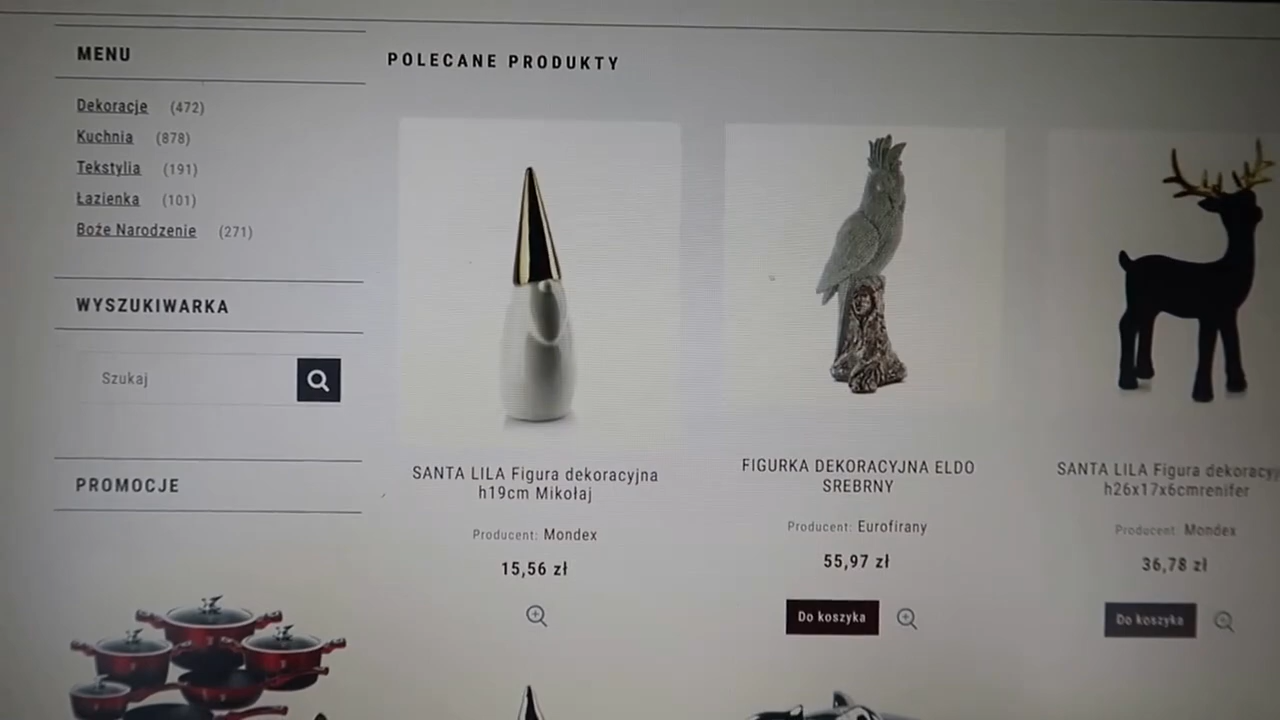 MENU
Dekoracje (472)
Kuchnia (878)
Tekstylia (191)
Łazienka (101)
Boże Narodzenie (271)
WYSZUKIWARKA
Szukaj
PROMOCJE
POLECANE PRODUKTY
SANTA LILA Figura dekoracyjna
h19cm Mikołaj
Producent: Mondex
15,56 zł
FIGURKA DEKORACYJNA ELDO
SREBRNY
Producent: Eurofirany
55,97 zł
Do koszyka
SANTA LILA Figura dekoracyj
h26x17x6cmrenifer
Producent: Mondex
36,78 zł
Do koszyka